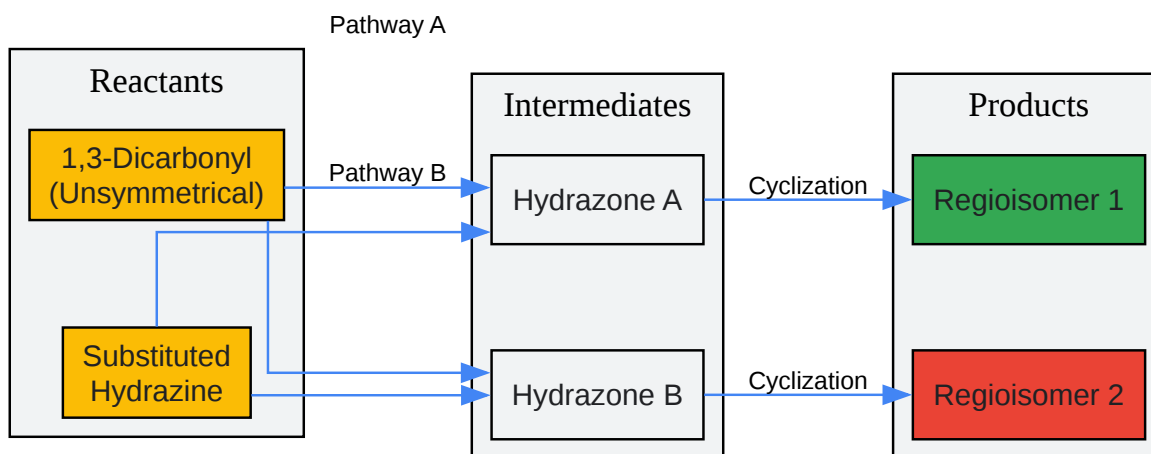 Pathway A
Reactants
1,3-Dicarbonyl
(Unsymmetrical)
Substituted
Hydrazine
Pathway B
Intermediates
Hydrazone A
Hydrazone B
Cyclization
Cyclization
Products
Regioisomer 1
Regioisomer 2